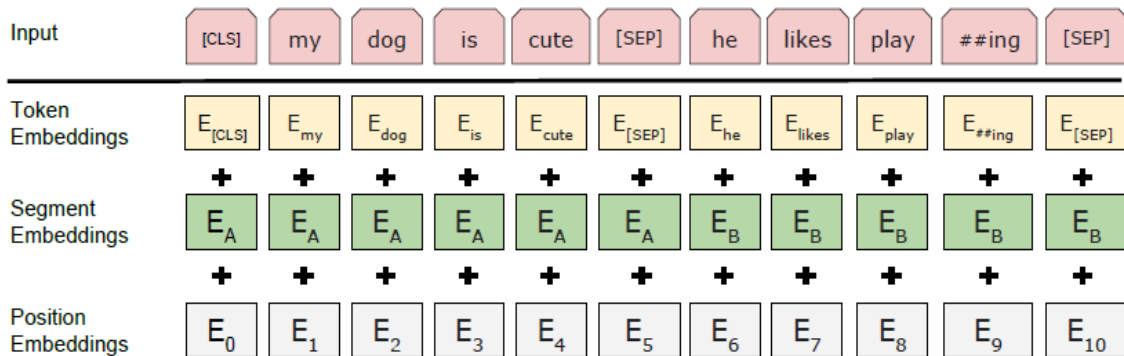 Input [CLS] my dog is cute [SEP] he likes play ##ing [SEP]
Token Embeddings E[CLS] Emy Edog Eis Ecute E[SEP] Ehe Elikes Eplay E##ing E[SEP]
+ + + + + + + + + + +
Segment Embeddings EA EA EA EA EA EA EB EB EB EB EB
+ + + + + + + + + + +
Position Embeddings E0 E1 E2 E3 E4 E5 E6 E7 E8 E9 E10